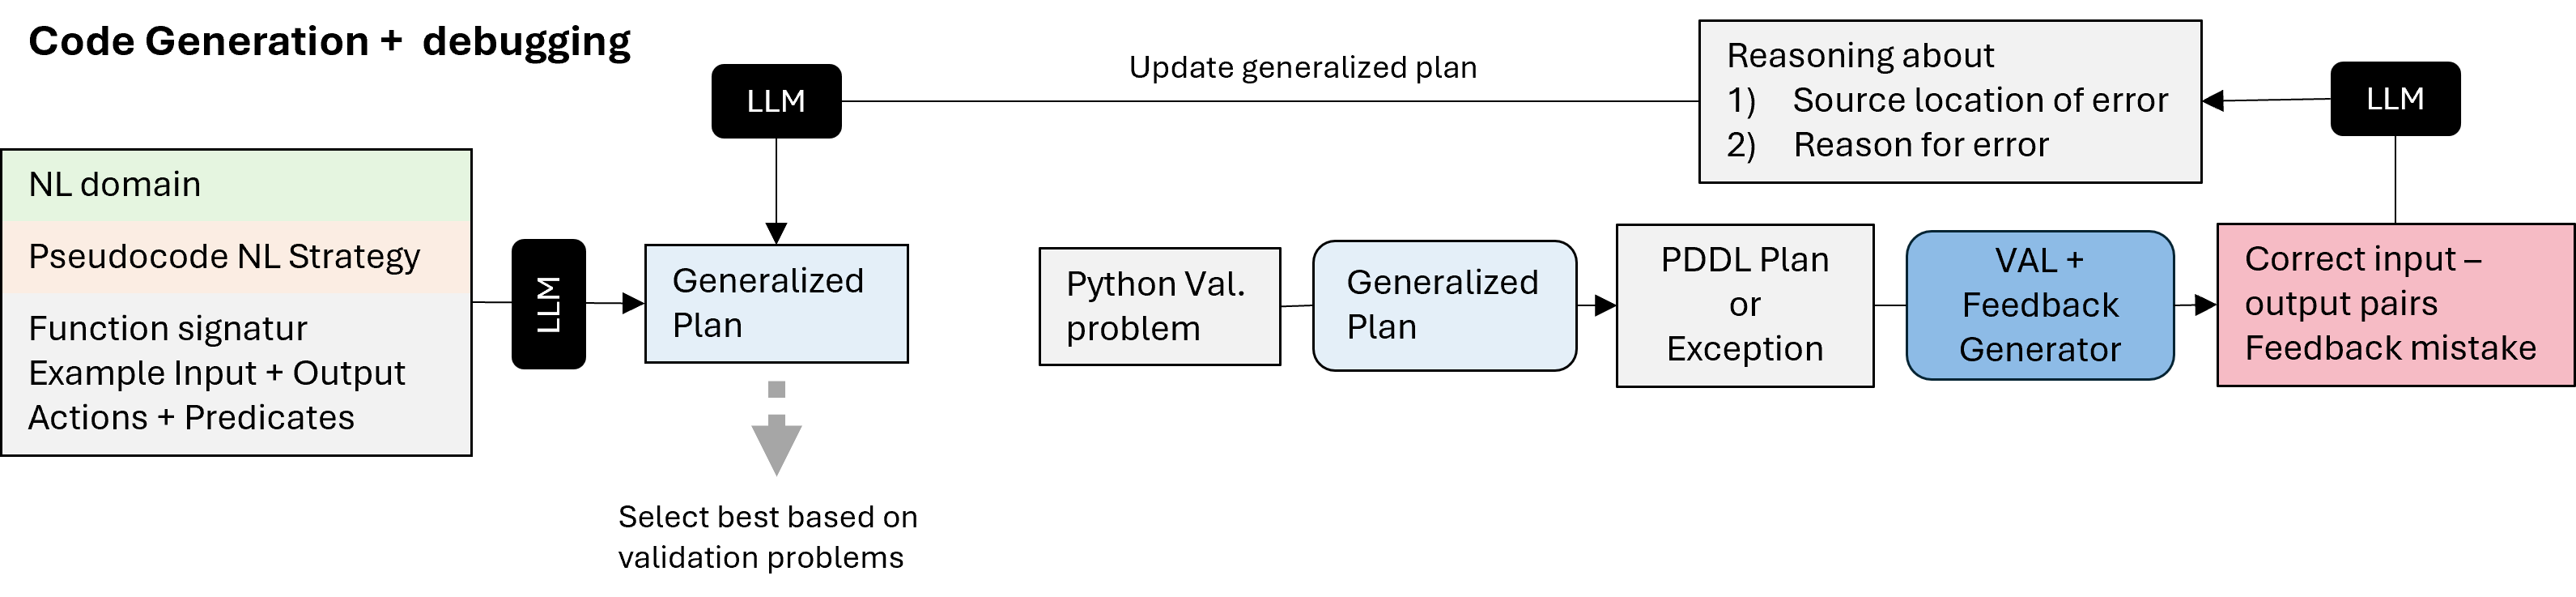 Code Generation + debugging
NL domain
Pseudocode NL Strategy
Function signatur
Example Input + Output
Actions + Predicates
LLM
LLM
Generalized
Plan
Select best based on
validation problems
Update generalized plan
Reasoning about
1) Source location of error
2) Reason for error
LLM
Python Val.
problem
Generalized
Plan
PDDL Plan
or
Exception
VAL +
Feedback
Generator
Correct input –
output pairs
Feedback mistake